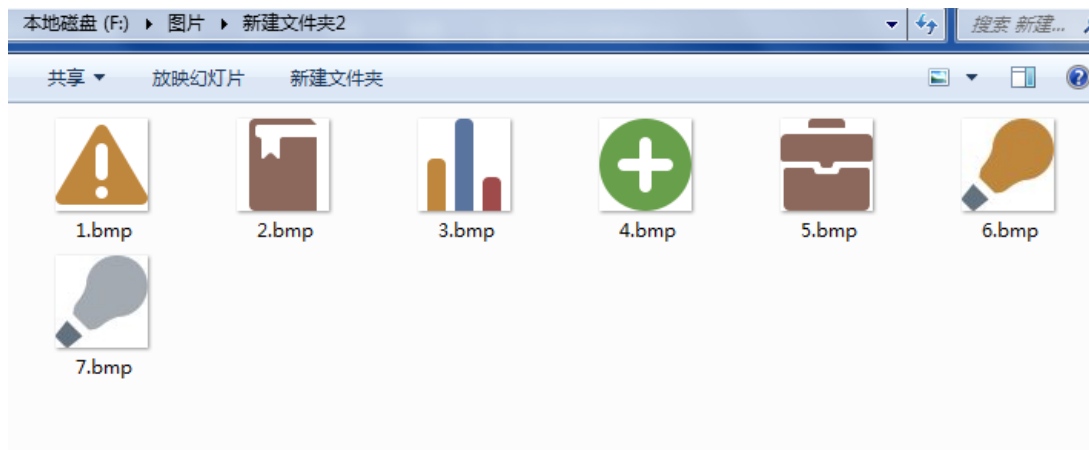 本地磁盘 (F:) ▸ 图片 ▸ 新建文件夹2
搜索 新建...
共享 放映幻灯片 新建文件夹
1.bmp 2.bmp 3.bmp 4.bmp 5.bmp 6.bmp
7.bmp